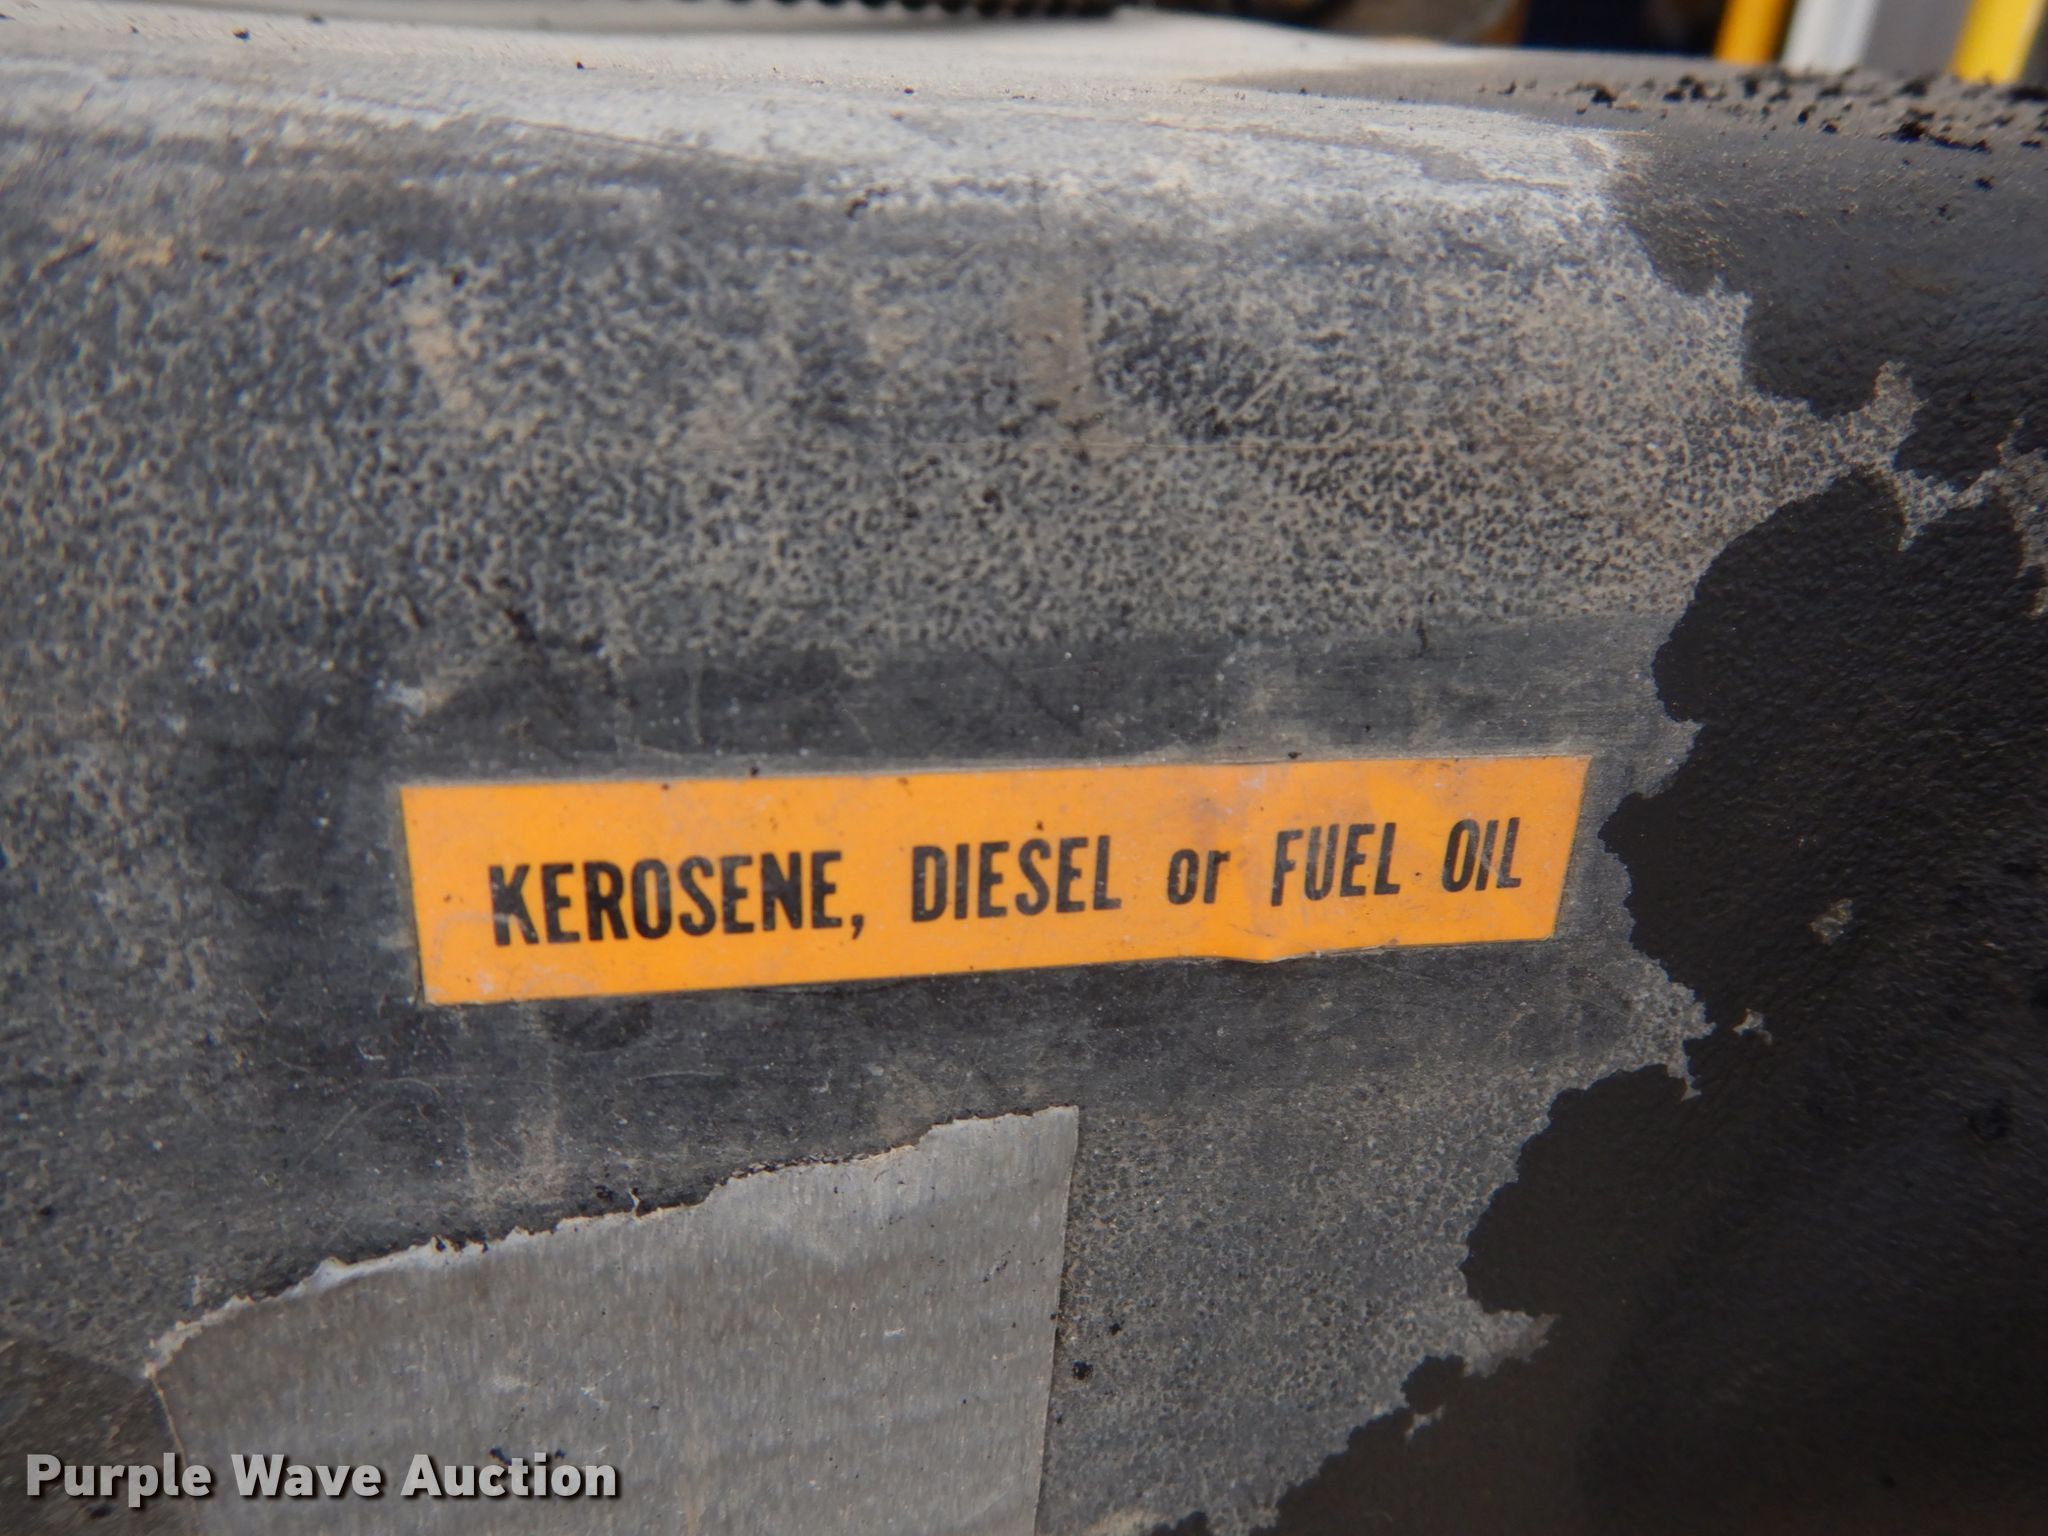 KEROSENE, DIESEL or FUEL OIL
Purple Wave Auction